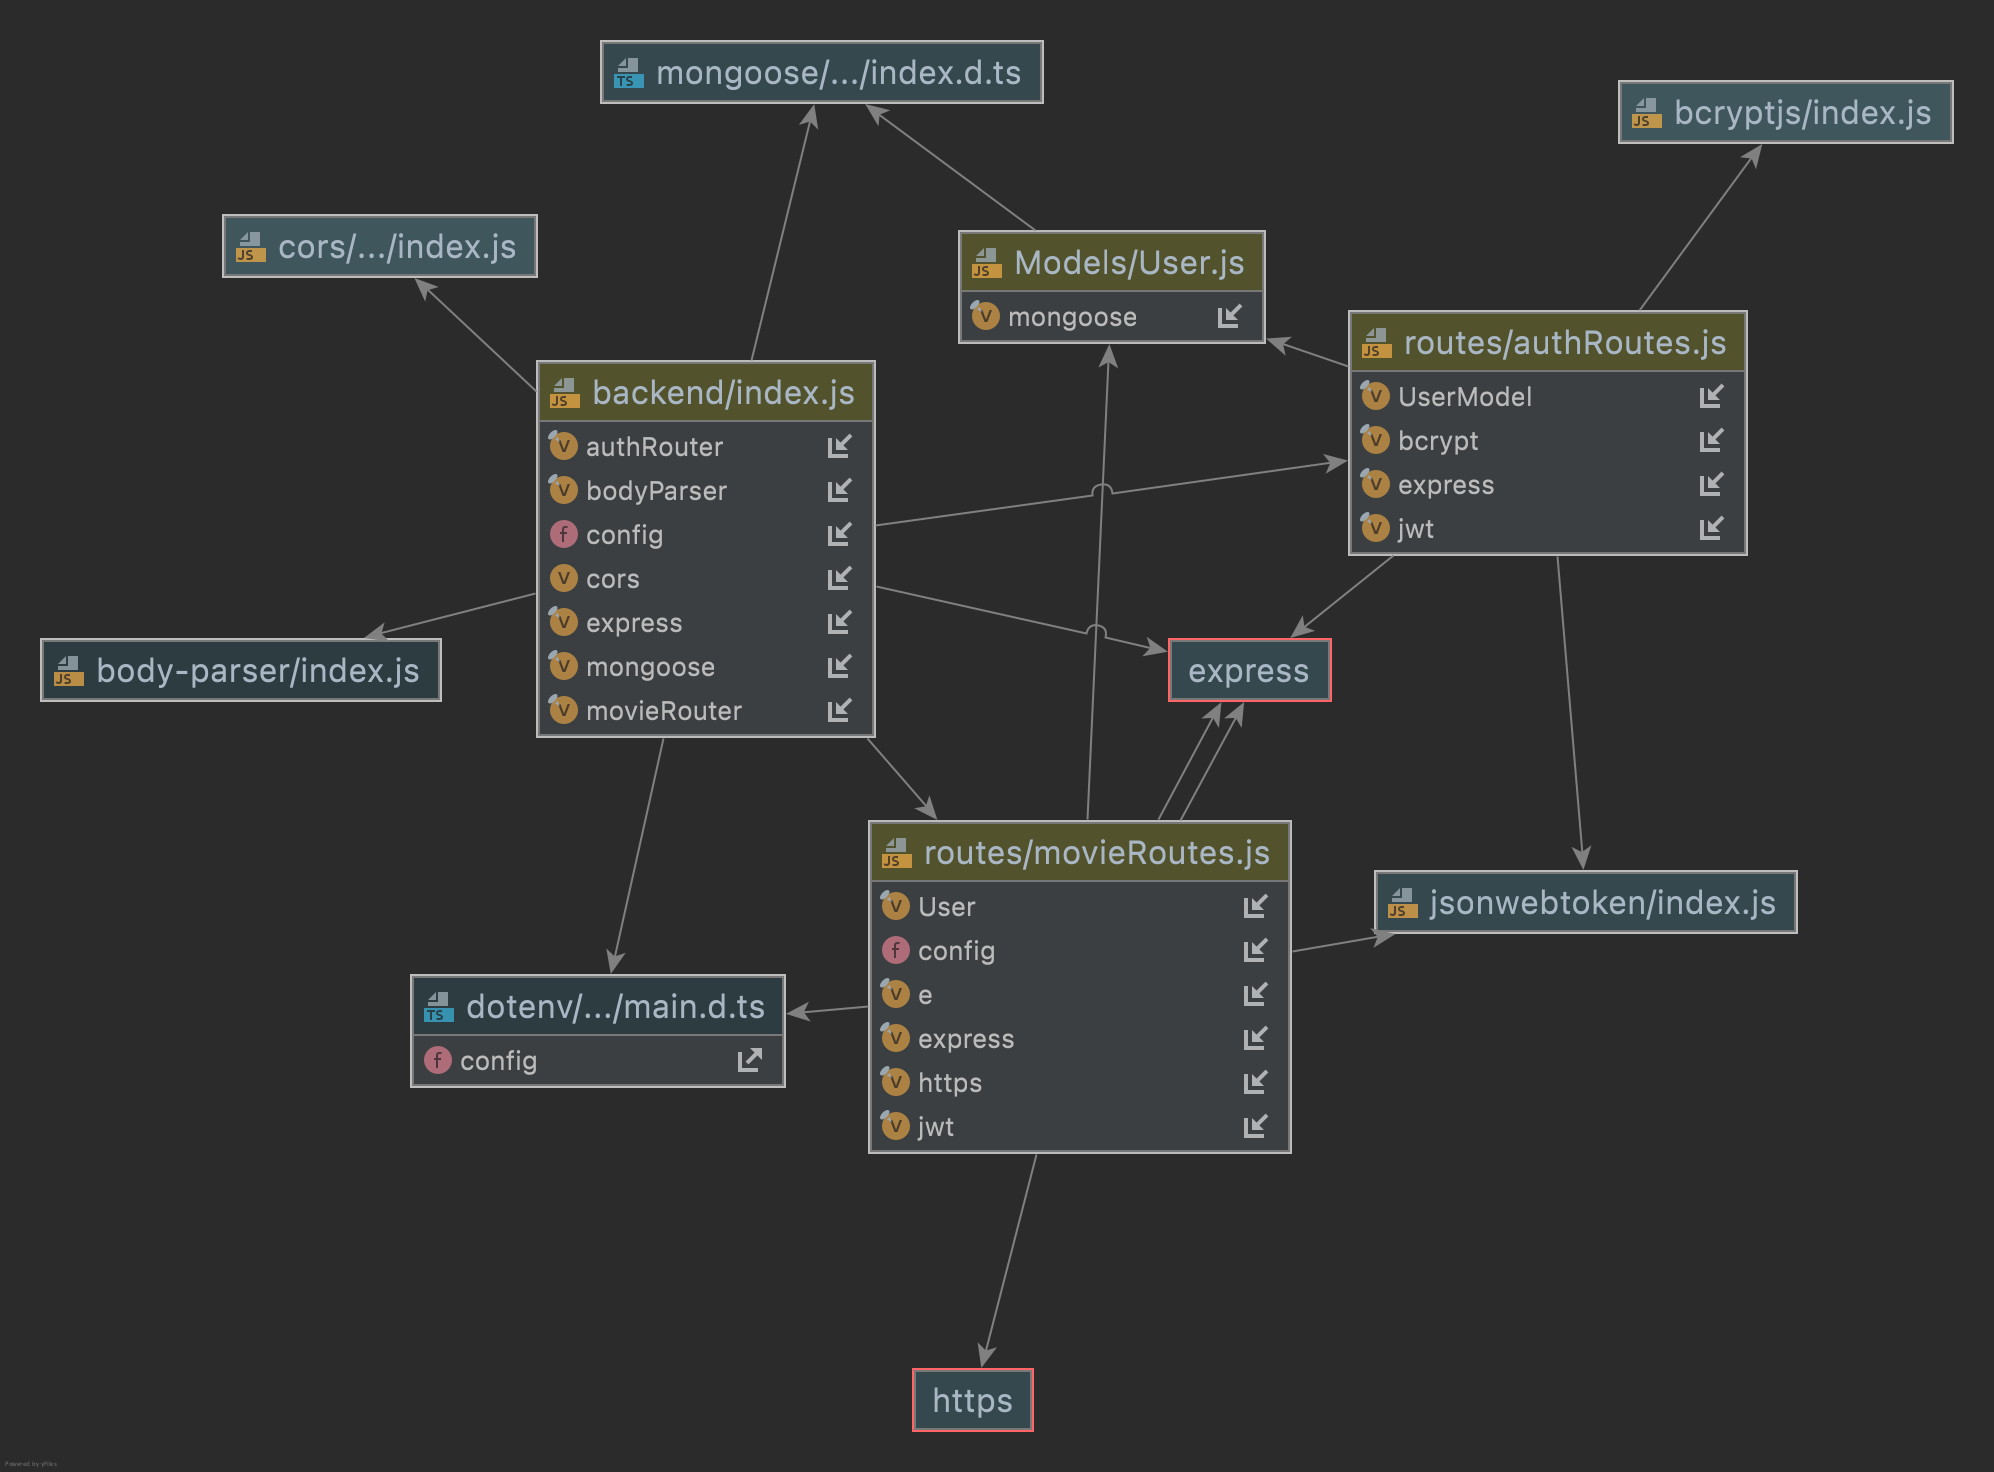 TS mongoose/.../index.d.ts
JS bcryptjs/index.js
JS cors/.../index.js
JS Models/User.js
V mongoose
JS routes/authRoutes.js
V UserModel
V bcrypt
V express
V jwt
JS backend/index.js
V authRouter
V bodyParser
f config
V cors
V express
V mongoose
V movieRouter
JS body-parser/index.js
express
JS routes/movieRoutes.js
V User
f config
V e
V express
V https
V jwt
JS jsonwebtoken/index.js
TS dotenv/.../main.d.ts
f config
https
Powered by yFiles